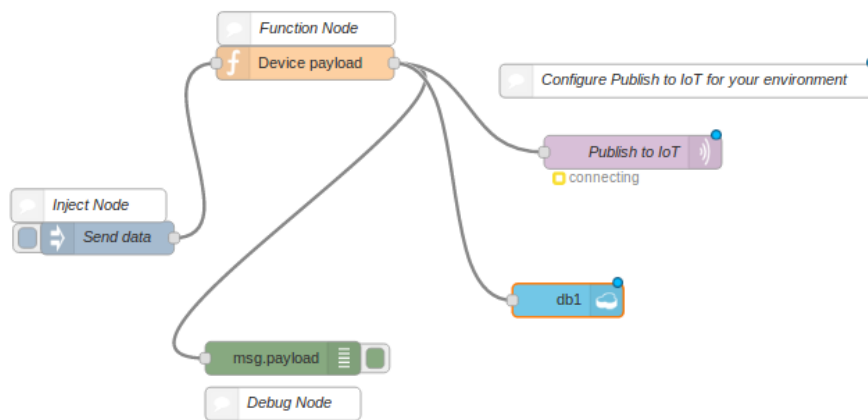 Function Node
Device payload
Configure Publish to IoT for your environment
Publish to IoT
connecting
Inject Node
Send data
db1
msg.payload
Debug Node